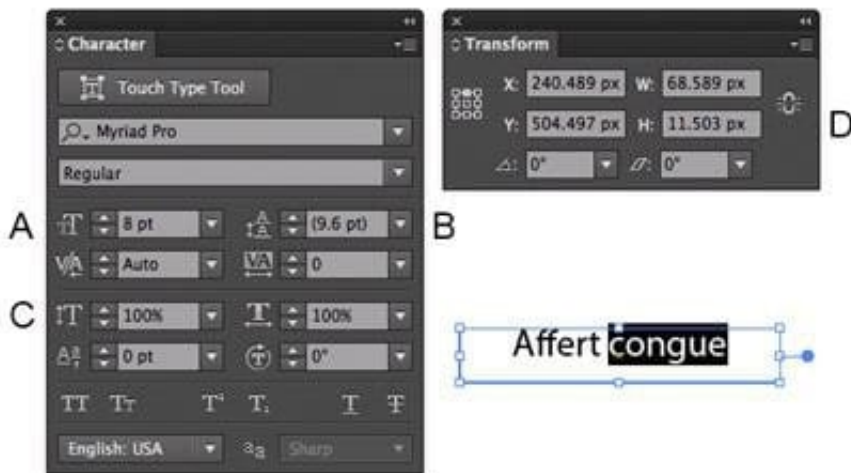 Character
Touch Type Tool
Myriad Pro
Regular
A
8 pt
(9.6 pt)
B
Auto
0
C
100%
100%
0 pt
0°
English: USA
Sharp
Transform
X: 240.489 px W: 68.589 px
Y: 504.497 px H: 11.503 px
D
0°
0°
Affert congue